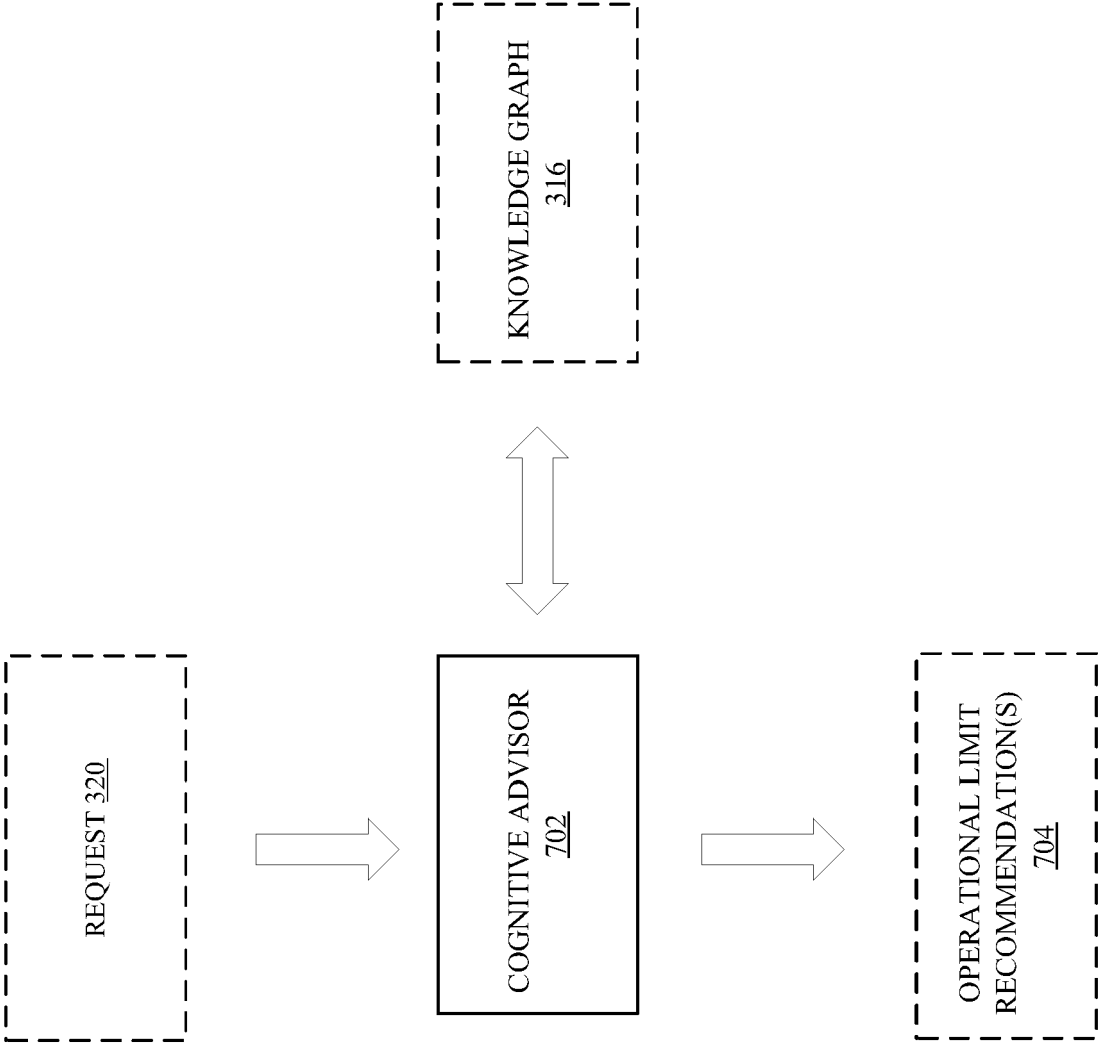 REQUEST 320
COGNITIVE ADVISOR
702
OPERATIONAL LIMIT
RECOMMENDATION(S)
704
KNOWLEDGE GRAPH
316